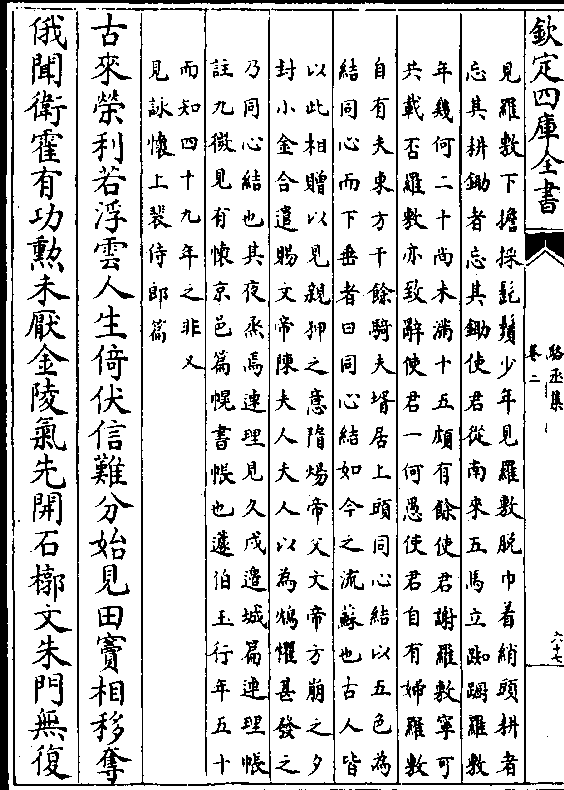 欽定四庫全書
駱丞集
卷二
六十七
見羅敷下擔捋髭鬚少年見羅敷脫巾着綃頭耕者
忘其耕鋤者忘其鋤使君從南來五馬立踟躕羅敷
年幾何二十尚未滿十五頗有餘使君謝羅敷寧可
共載否羅敷亦致辭使君一何愚使君自有婦羅敷
自有夫東方千餘騎夫壻居上頭同心結以五色為
結同心而下垂者曰同心結如今之流蘇也古人皆
以此相贈以見親狎之意隋煬帝父文帝方崩之夕
封小金合遣賜文帝陳夫人夫人以為鴆懼甚發之
乃同心結也其夜烝焉連理見久戍邊城篇連理帳
註九微見有懷京邑篇幌書帳也蘧伯玉行年五十
而知四十九年之非又
見詠懷上裴侍郎篇
古來榮利若浮雲人生倚伏信難分始見田竇相移奪
俄聞衛霍有功勲未厭金陵氣先開石槨文朱門無復